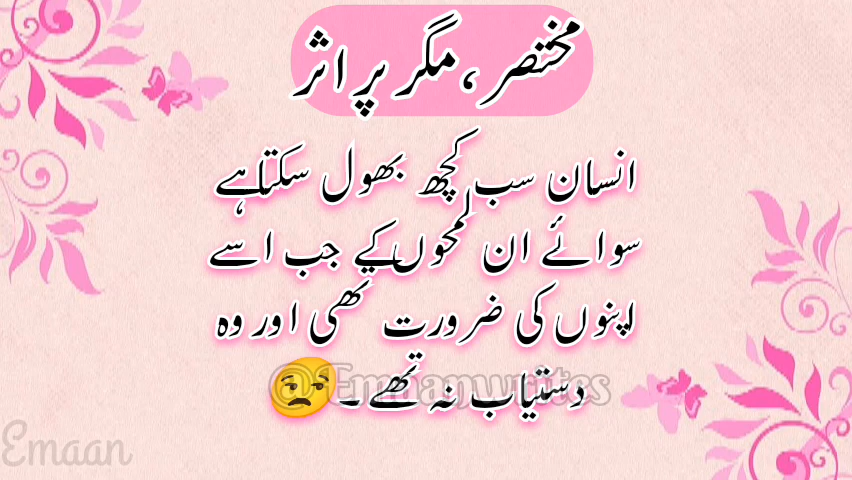 مختصر، مگر پر اثر
انسان سب کچھ بھول سکتا ہے
سوائے ان لمحوں کے جب اسے
اپنوں کی ضرورت تھی اور وہ
دستیاب نہ تھے۔😒
@Emaanwrites
Emaan
Emaan